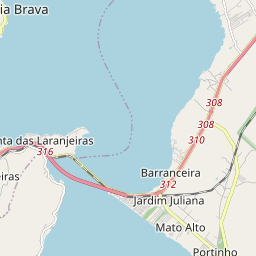 ia Brava
308
308
310
nta das Laranjeiras
316
eiras
Barranceira
312
Jardim Juliana
Mato Alto
Portinho